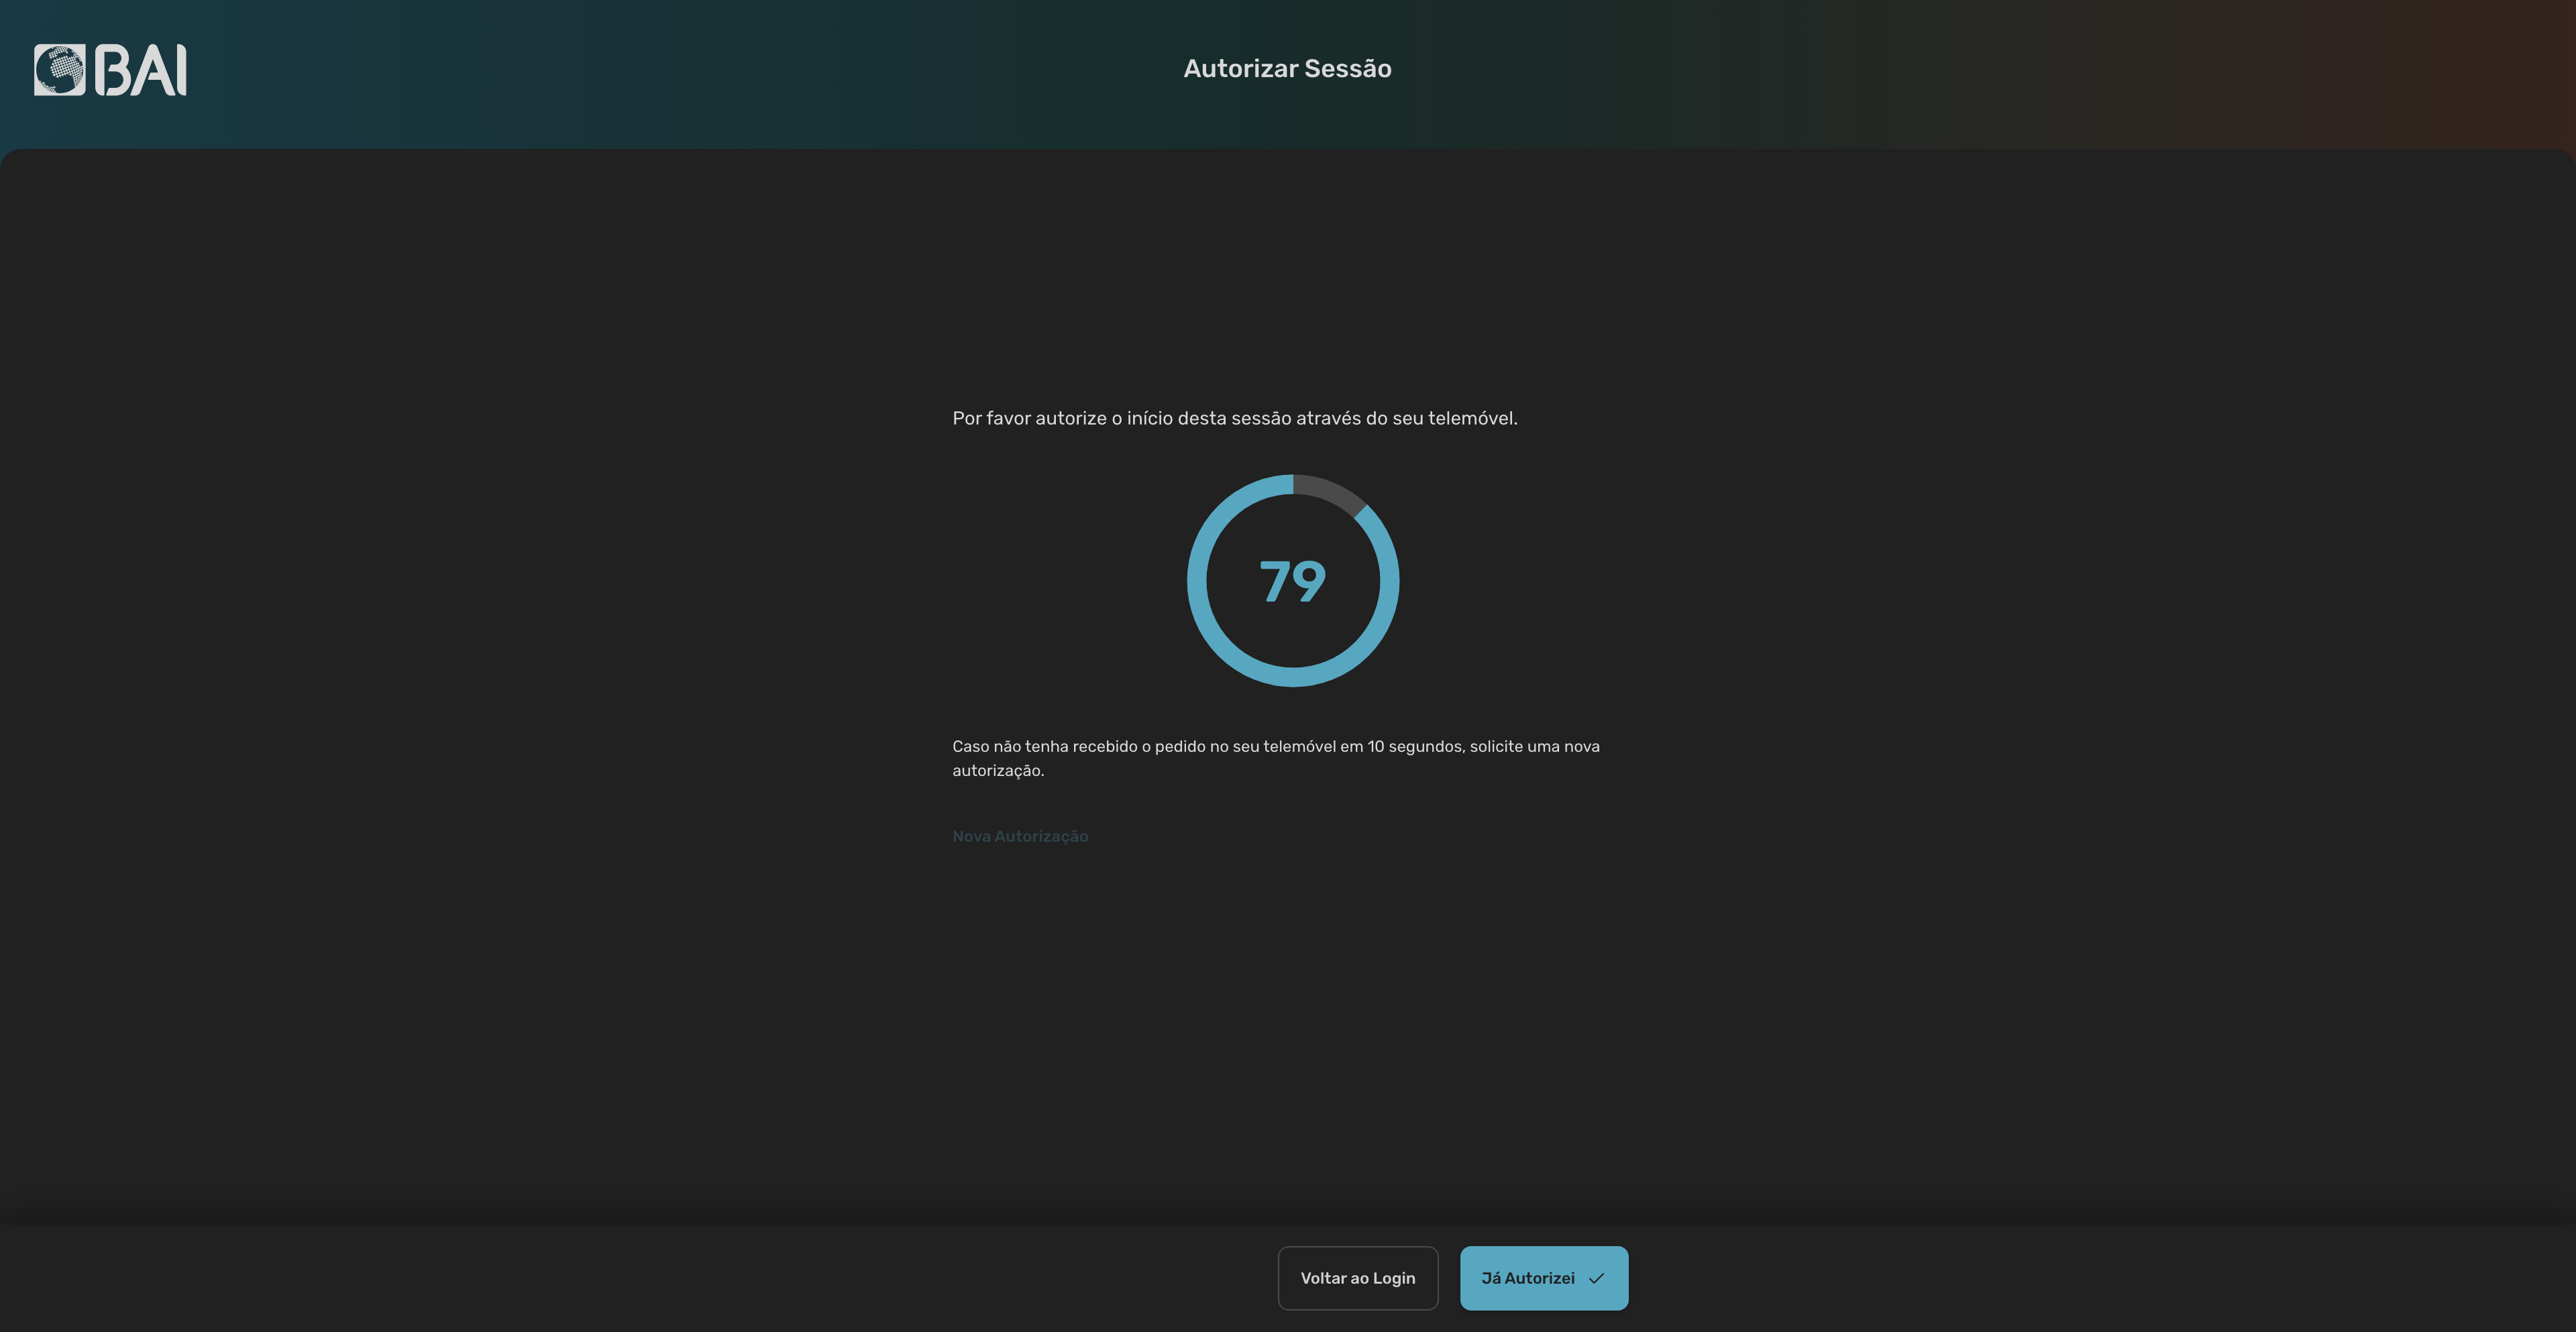 BAI
Autorizar Sessão
Por favor autorize o início desta sessão através do seu telemóvel.
79
Caso não tenha recebido o pedido no seu telemóvel em 10 segundos, solicite uma nova
autorização.
Nova Autorização
Voltar ao Login
Já Autorizei